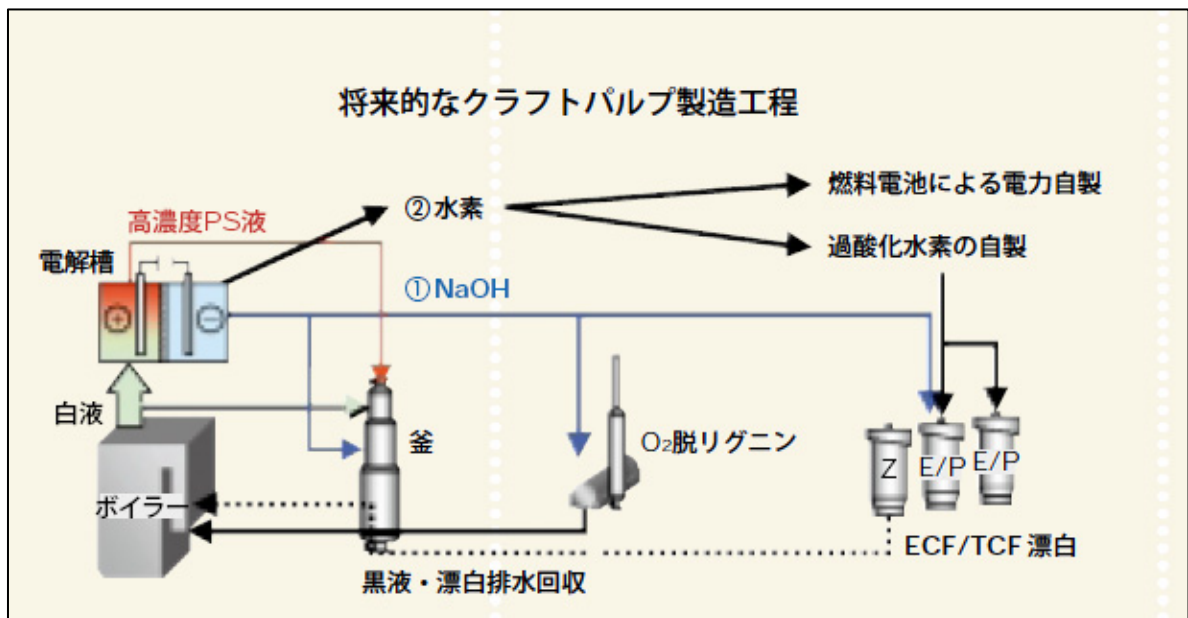 将来的なクラフトパルプ製造工程
燃料電池による電力自製
②水素
高濃度PS液
過酸化水素の自製
電解槽
①NaOH
+
−
白液
釜
O₂脱リグニン
Z
E/P
E/P
ボイラー
ECF/TCF 漂白
黒液・漂白排水回収